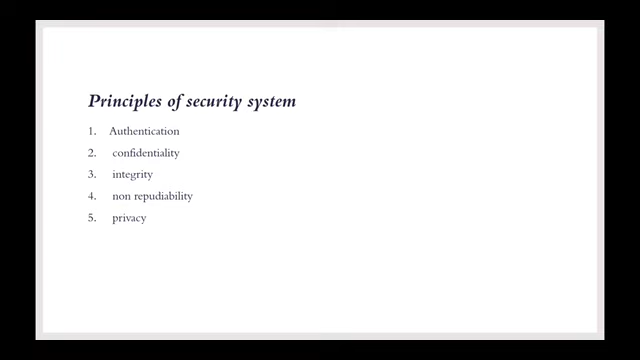 Principles of security system
1. Authentication
2. confidentiality
3. integrity
4. non repudiability
5. privacy